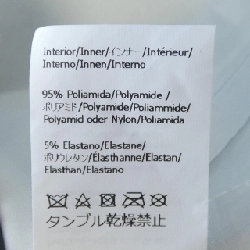 Interior/Inner/インナー/Intérieur/
Interno/Innen/Interno
95% Poliamida/Polyamide/
ポリアミド/Polyamide/Poliammide/
Polyamid oder Nylon/Poliamida
5% Elastano/Elastane/
ポリウレタン/Élasthanne/Elastan/
Elasthan/Elastano
タンブル乾燥禁止